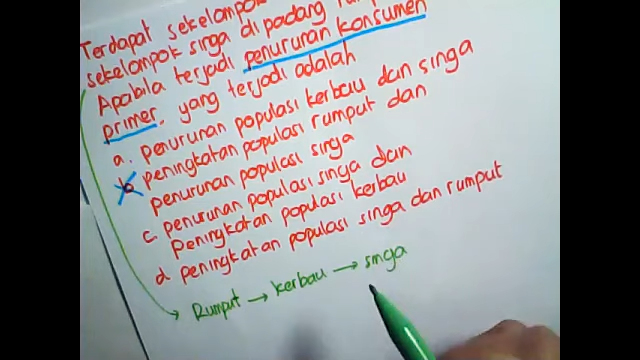 Terdapat sekelompok
sekelompok singa di padang
Apabila terjadi penurunan konsumen
primer, yang terjadi adalah
a. penurunan populasi kerbau dan singa
b. peningkatan populasi rumput dan
penurunan populasi singa
c. penurunan populasi singa dan
Peningkatan populasi kerbau
d. peningkatan populasi singa dan rumput
Rumput → kerbau → singa